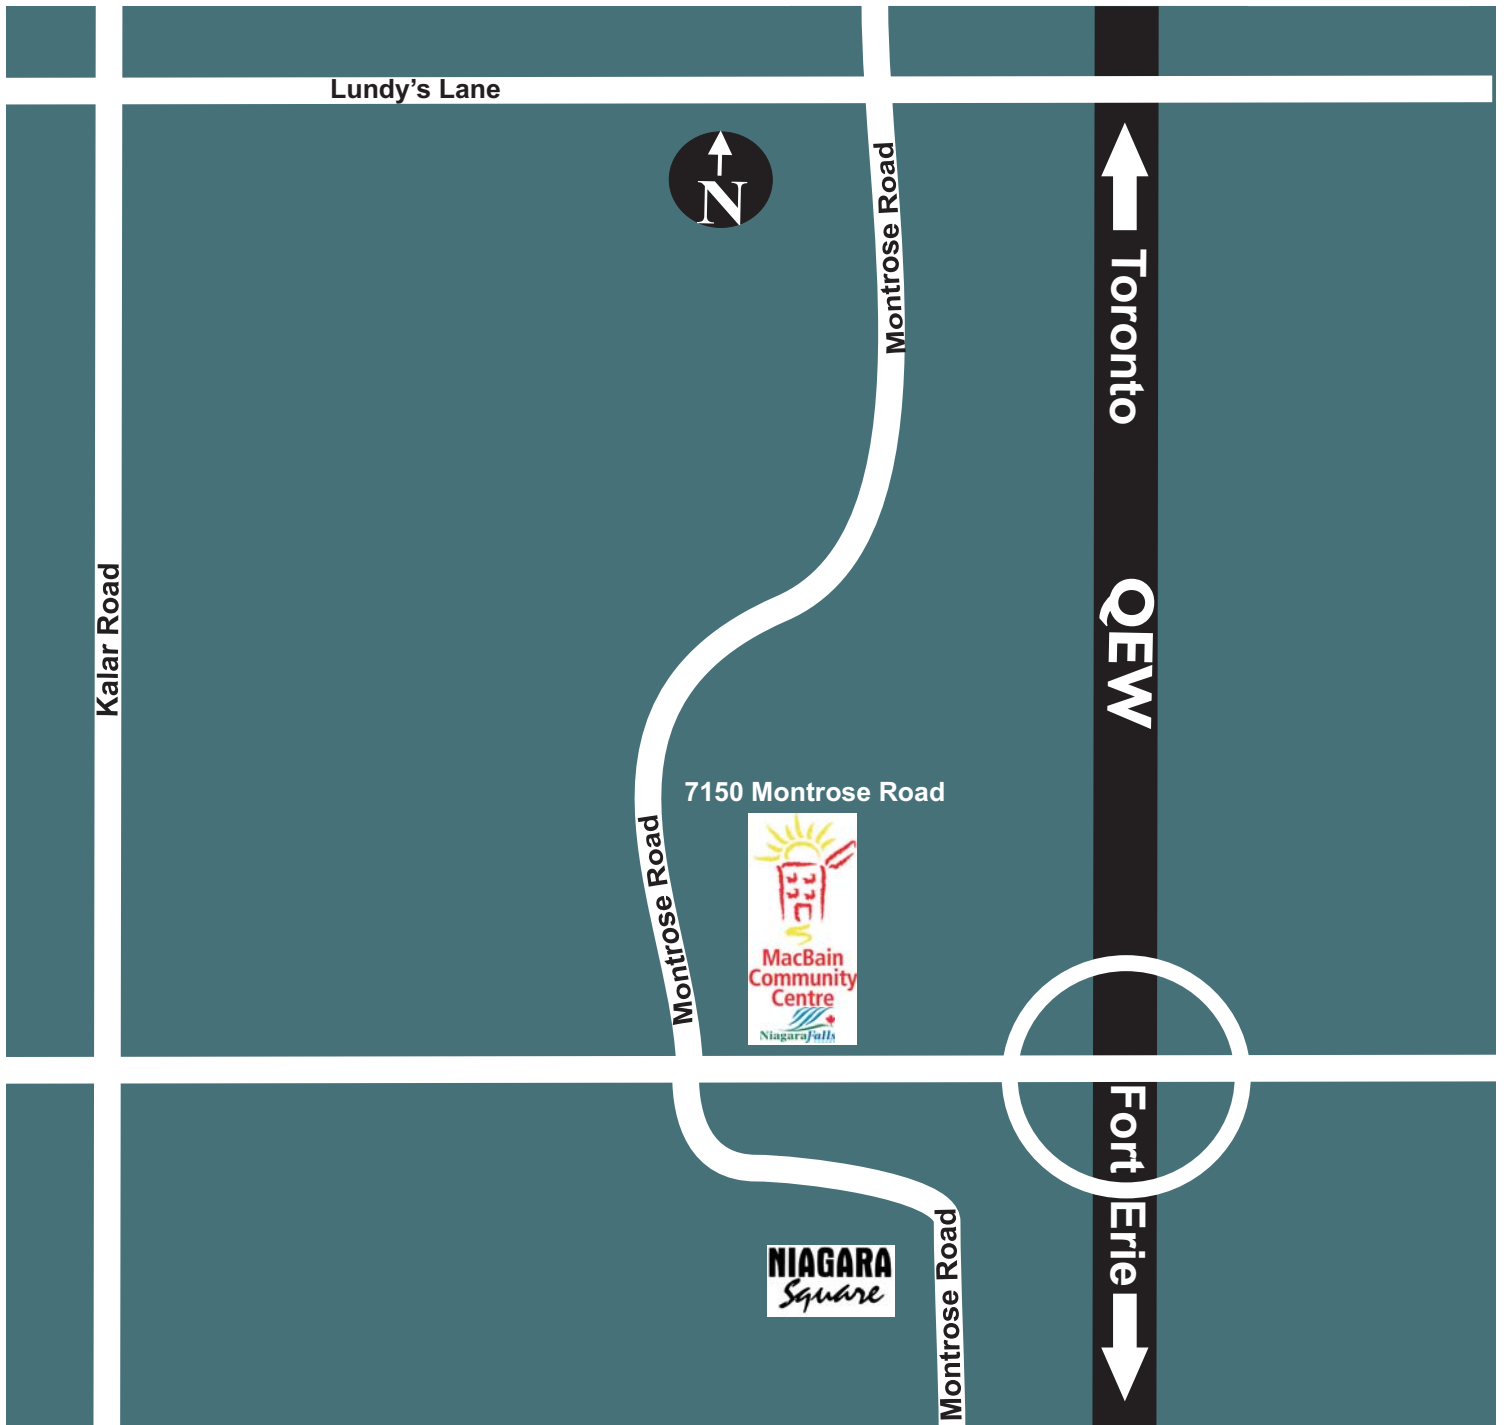 Lundy’s Lane
N
Montrose Road
Toronto
QEW
Kalar Road
7150 Montrose Road
Montrose Road
MacBain
Community
Centre
NiagaraFalls
Fort Erie
Montrose Road
NIAGARA
Square